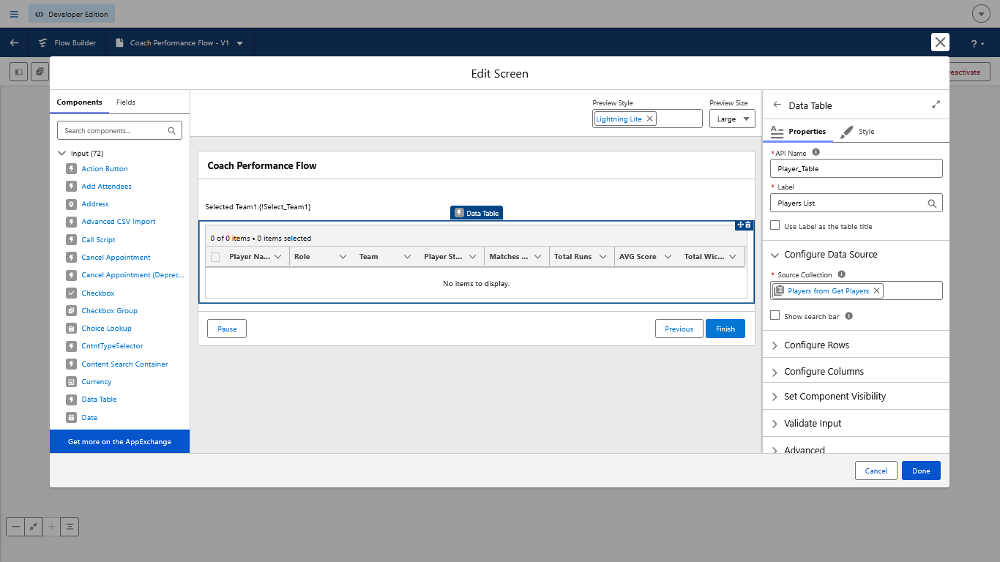 Developer Edition
Flow Builder
Coach Performance Flow - V1
?
eactivate
Edit Screen
Components
Fields
Search components...
Input (72)
Action Button
Add Attendees
Address
Advanced CSV Import
Call Script
Cancel Appointment
Cancel Appointment (Deprec...
Checkbox
Checkbox Group
Choice Lookup
CntntTypeSelector
Content Search Container
Currency
Data Table
Date
Get more on the AppExchange
Preview Style
Lightning Lite
Preview Size
Large
Coach Performance Flow
Selected Team1:{!Select_Team1}
Data Table
0 of 0 items • 0 items selected
Player Na... Role Team Player St... Matches ... Total Runs AVG Score Total Wic...
No items to display.
Pause
Previous
Finish
Data Table
Properties
Style
* API Name
Player_Table
* Label
Players List
Use Label as the table title
Configure Data Source
* Source Collection
Players from Get Players
Show search bar
Configure Rows
Configure Columns
Set Component Visibility
Validate Input
Advanced
Cancel
Done